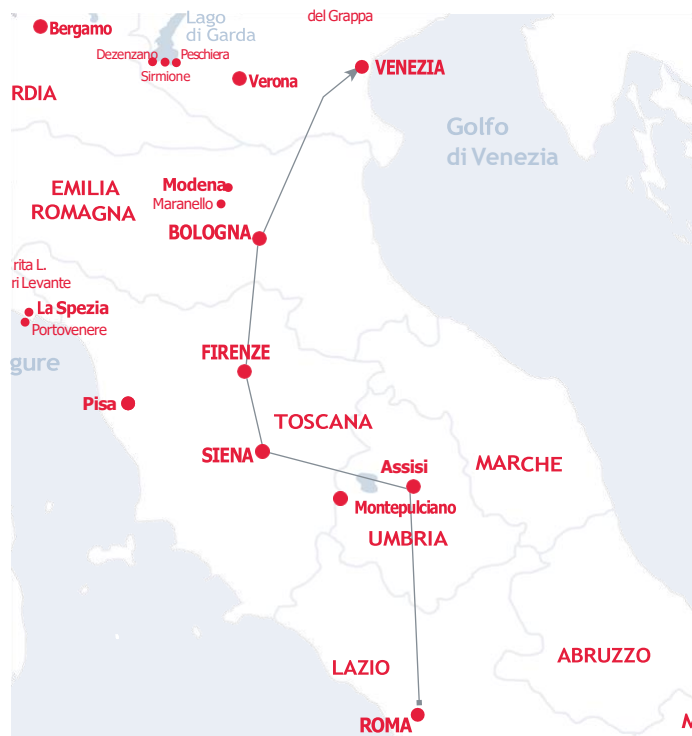 Lago
di Garda
del Grappa
Bergamo
Dezenzano
Peschiera
Sirmione
Verona
VENEZIA
RDIA
Golfo
di Venezia
EMILIA
ROMAGNA
Modena
Maranello
BOLOGNA
rita L.
ri Levante
La Spezia
Portovenere
gure
FIRENZE
Pisa
TOSCANA
SIENA
Assisi
MARCHE
Montepulciano
UMBRIA
LAZIO
ABRUZZO
ROMA
M